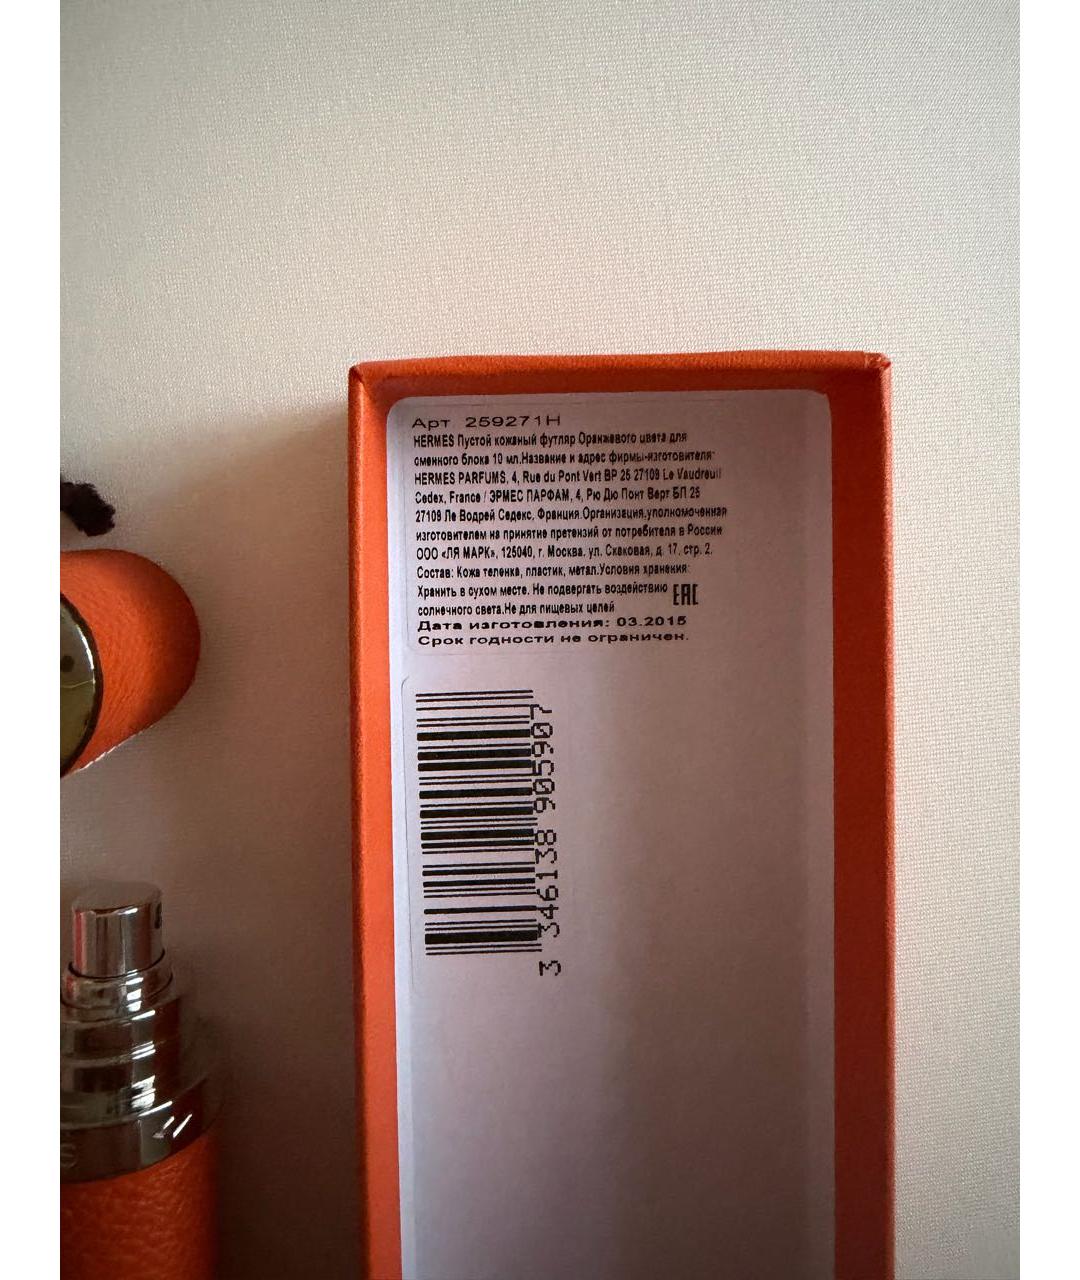 Арт 259271H
HERMES Пустой кожаный футляр Оранжевого цвета для
сменного блока 10 мл.Название и адрес фирмы-изготовителя:
HERMES PARFUMS, 4, Rue du Pont Vert BP 25 27109 Le Vaudreuil
Cedex, France / ЭРМЕС ПАРФАМ, 4, Рю Дю Понт Верт БП 25
27109 Ле Водрей Седекс, Франция.Организация,уполномоченная
изготовителем на принятие претензий от потребителя в России
ООО «ЛЯ МАРК», 125040, г. Москва, ул. Скаковая, д. 17, стр. 2.
Состав: Кожа теленка, пластик, метал.Условия хранения:
Хранить в сухом месте. Не подвергать воздействию
солнечного света.Не для пищевых целей
EAC
Дата изготовления: 03.2015
Срок годности не ограничен.
3 346138 905907
S